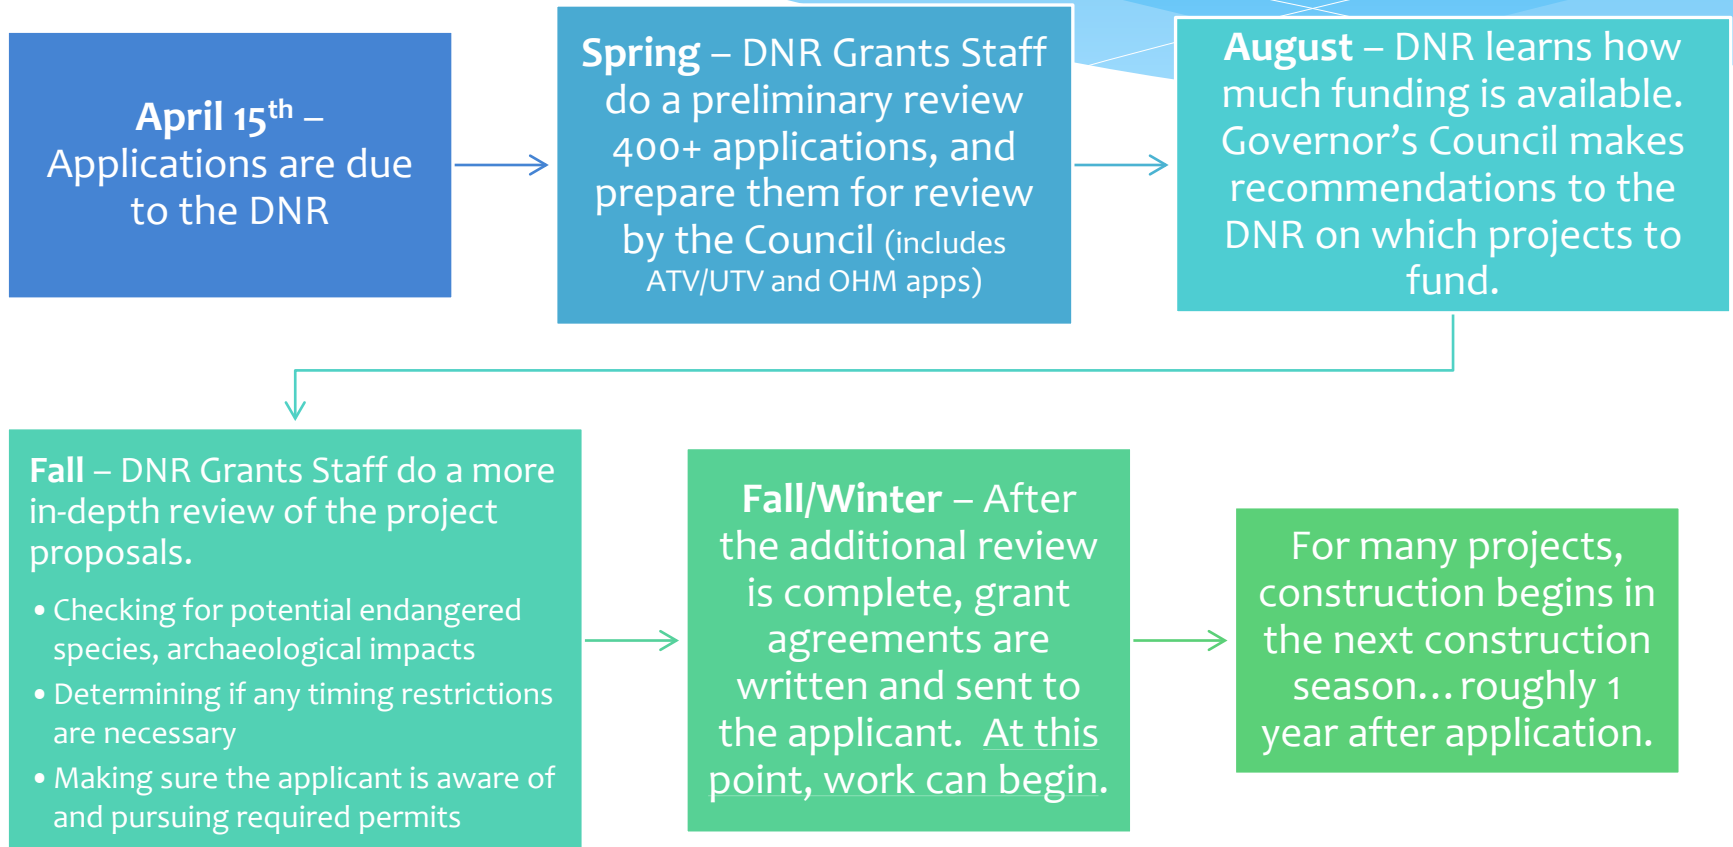 April 15th –
Applications are due
to the DNR
Spring – DNR Grants Staff
do a preliminary review
400+ applications, and
prepare them for review
by the Council (includes
ATV/UTV and OHM apps)
August – DNR learns how
much funding is available.
Governor’s Council makes
recommendations to the
DNR on which projects to
fund.
Fall – DNR Grants Staff do a more
in-depth review of the project
proposals.
• Checking for potential endangered
species, archaeological impacts
• Determining if any timing restrictions
are necessary
• Making sure the applicant is aware of
and pursuing required permits
Fall/Winter – After
the additional review
is complete, grant
agreements are
written and sent to
the applicant. At this
point, work can begin.
For many projects,
construction begins in
the next construction
season…roughly 1
year after application.